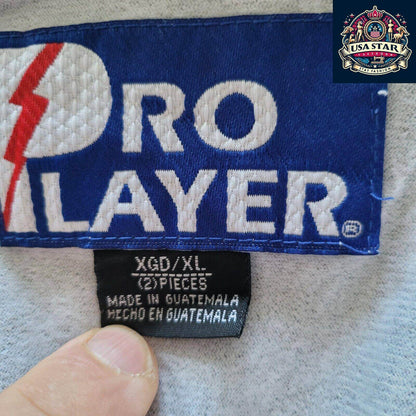 USA STAR
PRO
PLAYER®
XGD/XL
(2) PIECES
MADE IN GUATEMALA
HECHO EN GUATEMALA